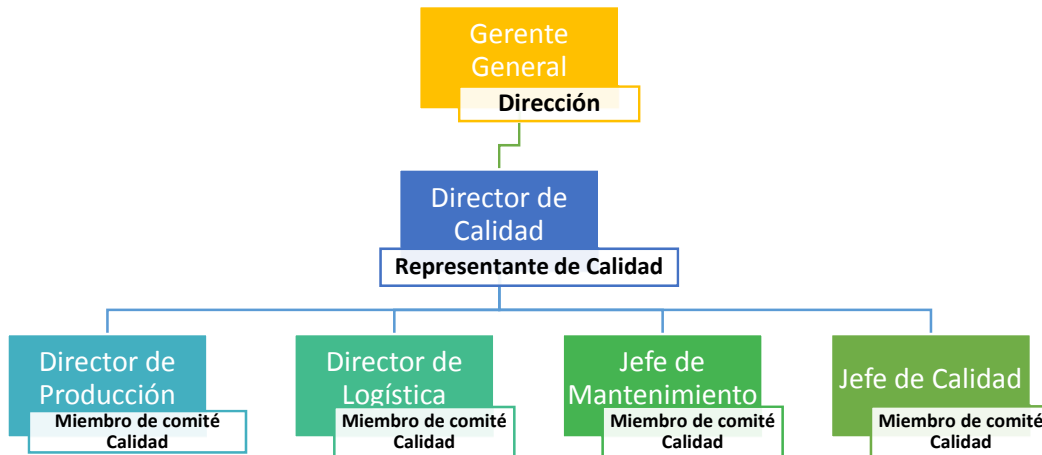 Gerente
General
Dirección
Director de
Calidad
Representante de Calidad
Director de
Producción
Miembro de comité
Calidad
Director de
Logística
Miembro de comité
Calidad
Jefe de
Mantenimiento
Miembro de comité
Calidad
Jefe de Calidad
Miembro de comité
Calidad